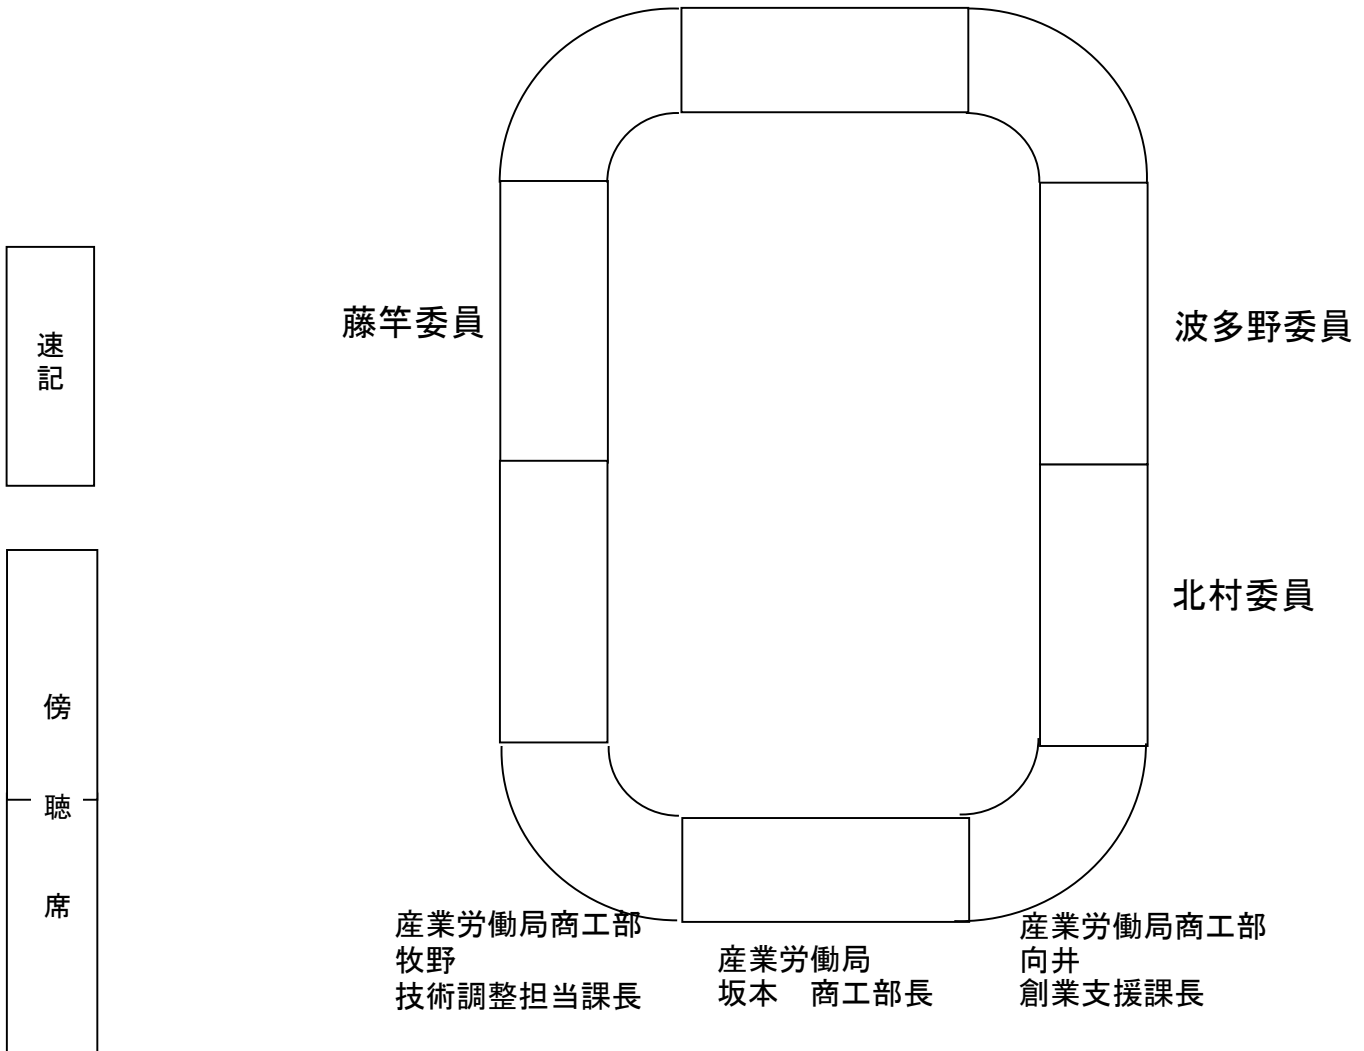 藤竿委員
波多野委員
速記
北村委員
傍聴席
産業労働局商工部
牧野
技術調整担当課長
産業労働局
坂本　商工部長
産業労働局商工部
向井
創業支援課長